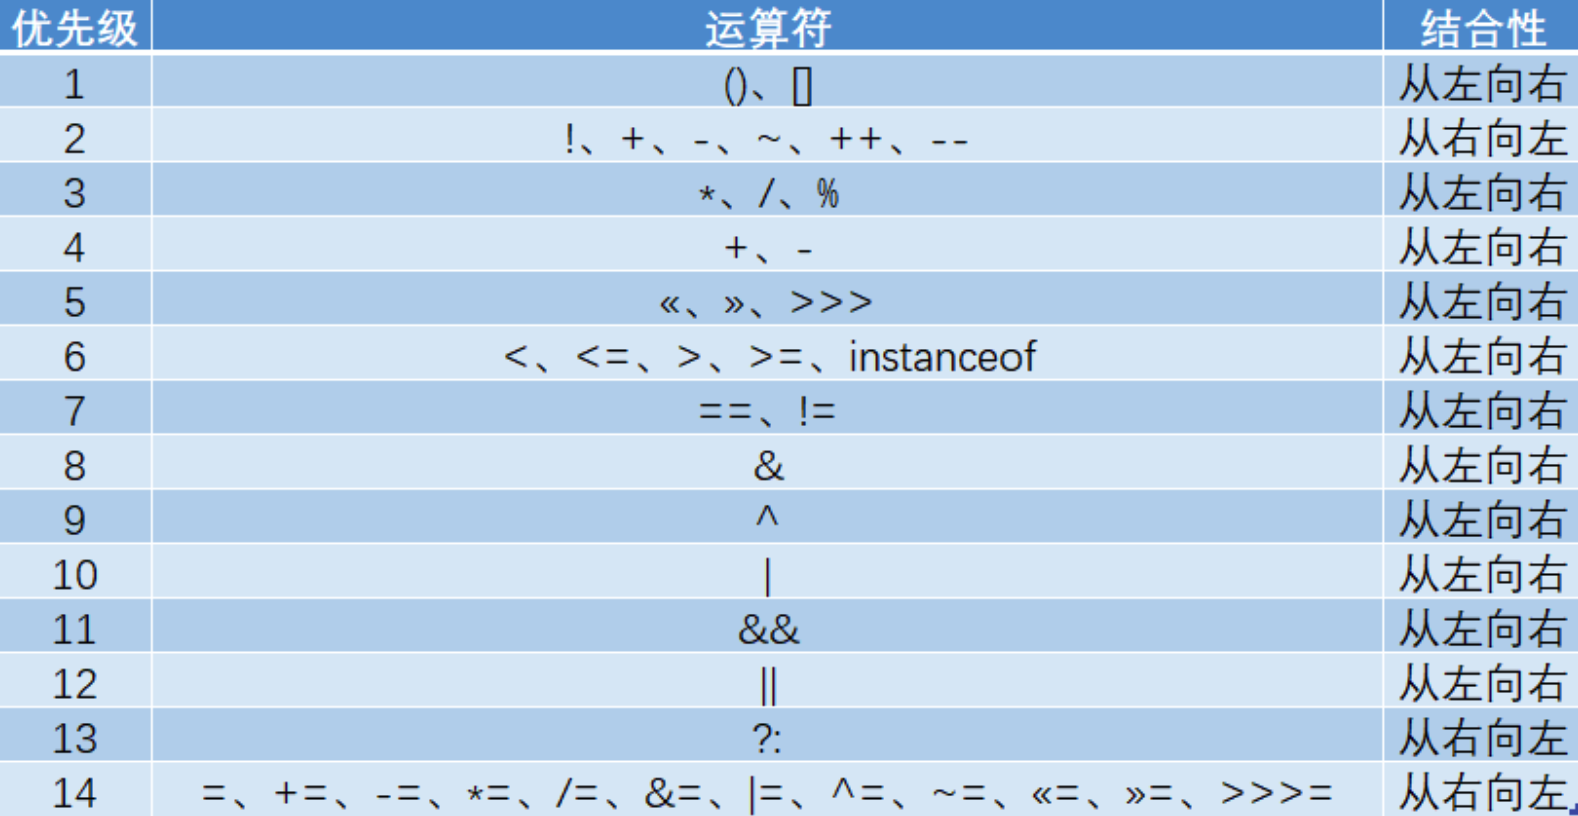 优先级 运算符 结合性
1 ()、[] 从左向右
2 !、+、-、~、++、-- 从右向左
3 *、/、% 从左向右
4 +、- 从左向右
5 «、»、>>> 从左向右
6 <、<=、>、>=、instanceof 从左向右
7 ==、!= 从左向右
8 & 从左向右
9 ^ 从左向右
10 | 从左向右
11 && 从左向右
12 || 从左向右
13 ?: 从右向左
14 =、+=、-=、*=、/=、&=、|=、^=、~=、«=、»=、>>>= 从右向左